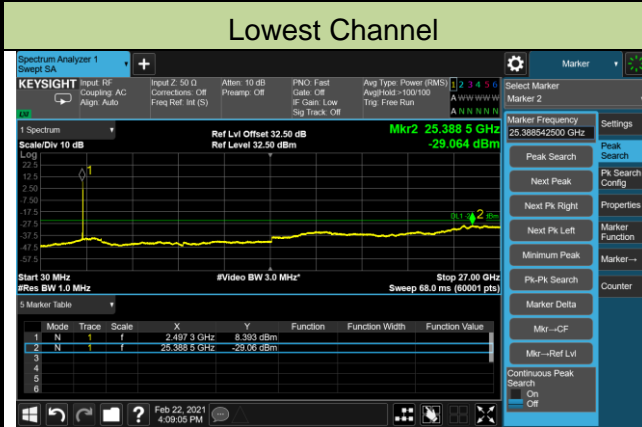 Lowest Channel
Spectrum Analyzer 1
Swept SA
Marker
KEYSIGHT
Input: RF
Coupling: AC
Align: Auto
Input Z: 50 Ω
Corrections: Off
Freq Ref: Int (S)
Atten: 10 dB
Preamp: Off
PNO: Fast
Gate: Off
IF Gain: Low
Sig Track: Off
Avg Type: Power (RMS)
Avg|Hold:>100/100
Trig: Free Run
1 2 3 4 5 6
A W W W W W
A N N N N N
Select Marker
Marker 2
Marker Frequency
25.388542500 GHz
Settings
Peak Search
Next Peak
Next Pk Right
Next Pk Left
Minimum Peak
Pk-Pk Search
Marker Delta
Mkr→CF
Mkr→Ref Lvl
Continuous Peak
Search
On
Off
Peak
Search
Pk Search
Config
Properties
Marker
Function
Marker→
Counter
1 Spectrum
Scale/Div 10 dB
Ref Lvl Offset 32.50 dB
Ref Level 32.50 dBm
Mkr2 25.388 5 GHz
-29.064 dBm
Log
22.5
12.5
2.50
-7.50
-17.5
-27.5
-37.5
-47.5
-57.5
1
2
Start 30 MHz
#Res BW 1.0 MHz
#Video BW 3.0 MHz*
Stop 27.00 GHz
Sweep 68.0 ms (60001 pts)
5 Marker Table
Mode Trace Scale X Y Function Function Width Function Value
1 N 1 f 2.497 3 GHz 8.393 dBm
2 N 1 f 25.388 5 GHz -29.06 dBm
3
4
5
6
Feb 22, 2021
4:09:05 PM